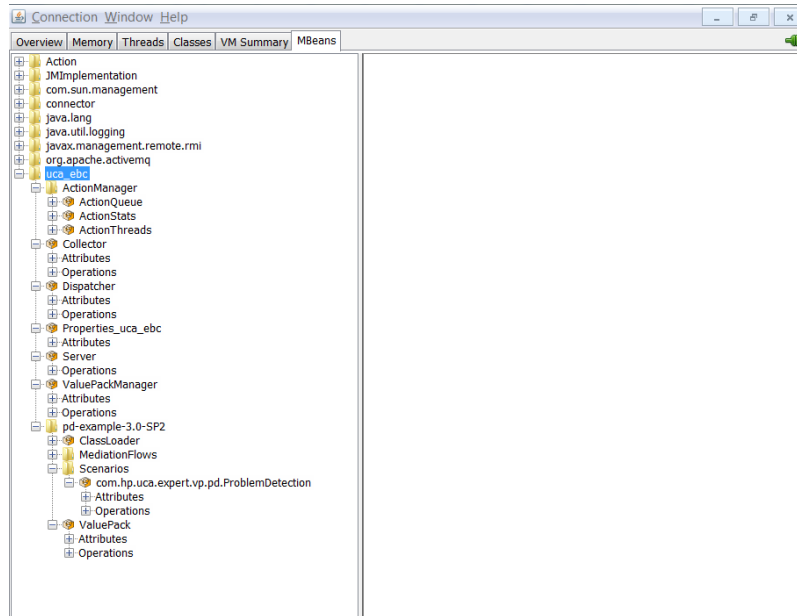 Connection Window Help
Overview Memory Threads Classes VM Summary MBeans
Action
JMImplementation
com.sun.management
connector
java.lang
java.util.logging
javax.management.remote.rmi
org.apache.activemq
uca_ebc
ActionManager
ActionQueue
ActionStats
ActionThreads
Collector
Attributes
Operations
Dispatcher
Attributes
Operations
Properties_uca_ebc
Attributes
Server
Operations
ValuePackManager
Attributes
Operations
pd-example-3.0-SP2
ClassLoader
MediationFlows
Scenarios
com.hp.uca.expert.vp.pd.ProblemDetection
Attributes
Operations
ValuePack
Attributes
Operations